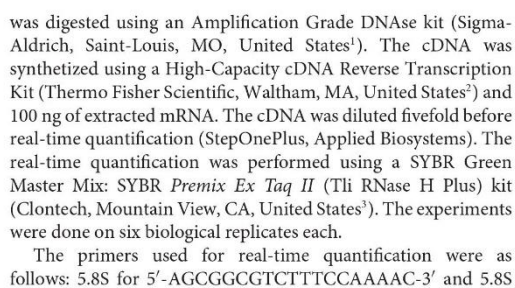 was digested using an Amplification Grade DNAse kit (Sigma-
Aldrich, Saint-Louis, MO, United States¹). The cDNA was
synthetized using a High-Capacity cDNA Reverse Transcription
Kit (Thermo Fisher Scientific, Waltham, MA, United States²) and
100 ng of extracted mRNA. The cDNA was diluted fivefold before
real-time quantification (StepOnePlus, Applied Biosystems). The
real-time quantification was performed using a SYBR Green
Master Mix: SYBR Premix Ex Taq II (Tli RNase H Plus) kit
(Clontech, Mountain View, CA, United States³). The experiments
were done on six biological replicates each.
The primers used for real-time quantification were as
follows: 5.8S for 5′-AGCGGCGTCTTTCCAAAAC-3′ and 5.8S